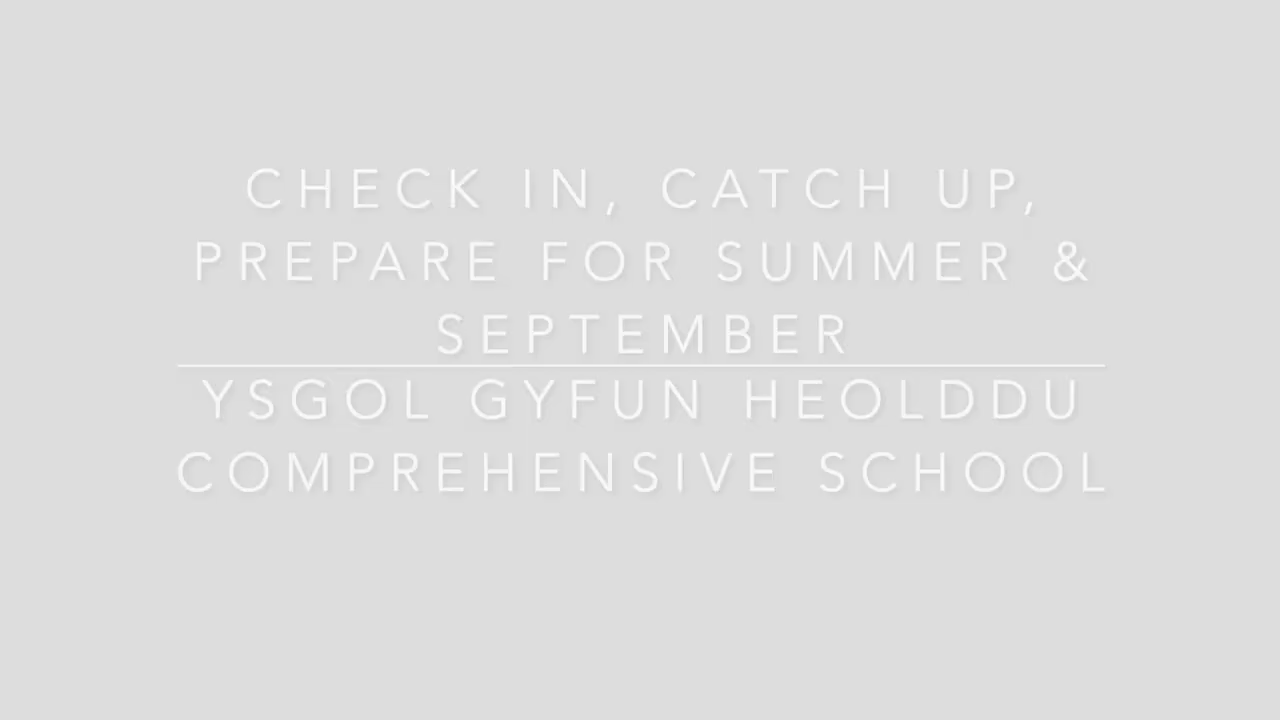 CHECK IN, CATCH UP,
PREPARE FOR SUMMER &
SEPTEMBER
YSGOL GYFUN HEOLDDU
COMPREHENSIVE SCHOOL